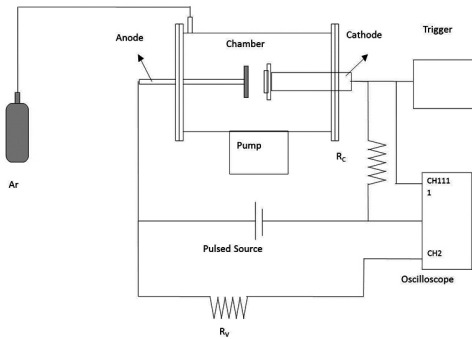 Trigger
Cathode
Anode
Chamber
Pump
R_C
Ar
CH111
1
Pulsed Source
CH2
Oscilloscope
R_V